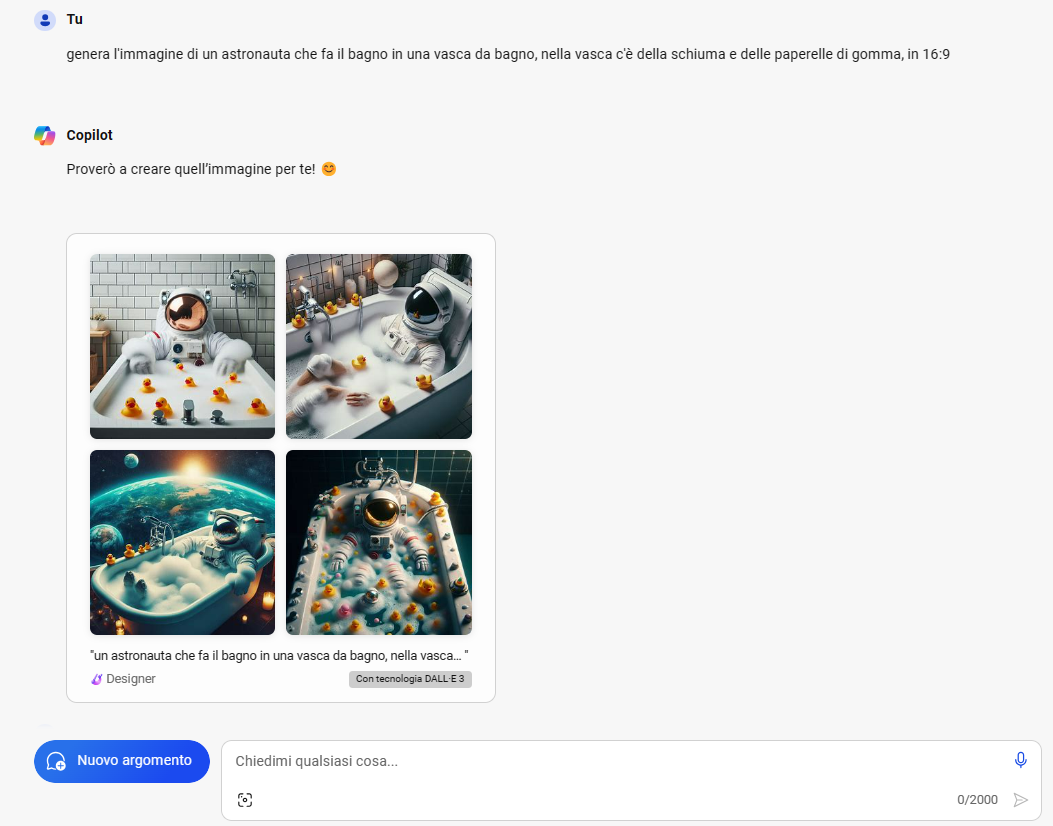 Tu
genera l'immagine di un astronauta che fa il bagno in una vasca da bagno, nella vasca c'è della schiuma e delle paperelle di gomma, in 16:9
Copilot
Proverò a creare quell'immagine per te! 😊
"un astronauta che fa il bagno in una vasca da bagno, nella vasca... "
Designer
Con tecnologia DALL·E 3
Nuovo argomento
Chiedimi qualsiasi cosa...
0/2000